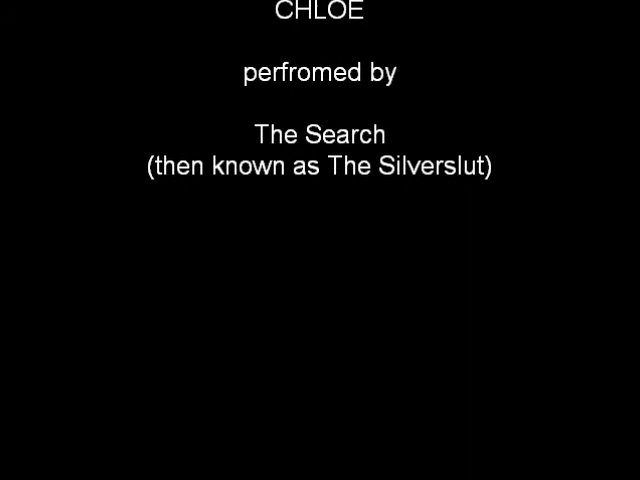 CHLOE
perfromed by
The Search
(then known as The Silverslut)